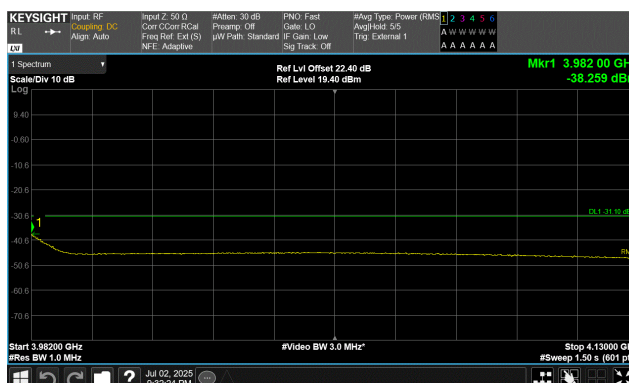 KEYSIGHT Input: RF Input Z: 50 Ω #Atten: 30 dB PNO: Fast #Avg Type: Power (RMS 1 2 3 4 5 6
R L Coupling: DC Corr CCorr RCal Preamp: Off Gate: LO Avg|Hold: 5/5 A W W W W W
Align: Auto Freq Ref: Ext (S) µW Path: Standard IF Gain: Low Trig: External 1
NFE: Adaptive Sig Track: Off A A A A A A
LXI
1 Spectrum
Ref Lvl Offset 22.40 dB Mkr1 3.982 00 GH
Scale/Div 10 dB Ref Level 19.40 dBm -38.259 dB
Log
9.40
-0.60
-10.6
-20.6
-30.6
DL1 -31.10 dB
1
RM
-40.6
-50.6
-60.6
-70.6
Start 3.98200 GHz #Video BW 3.0 MHz* Stop 4.13000 G
#Res BW 1.0 MHz #Sweep 1.50 s (601 pt
? Jul 02, 2025